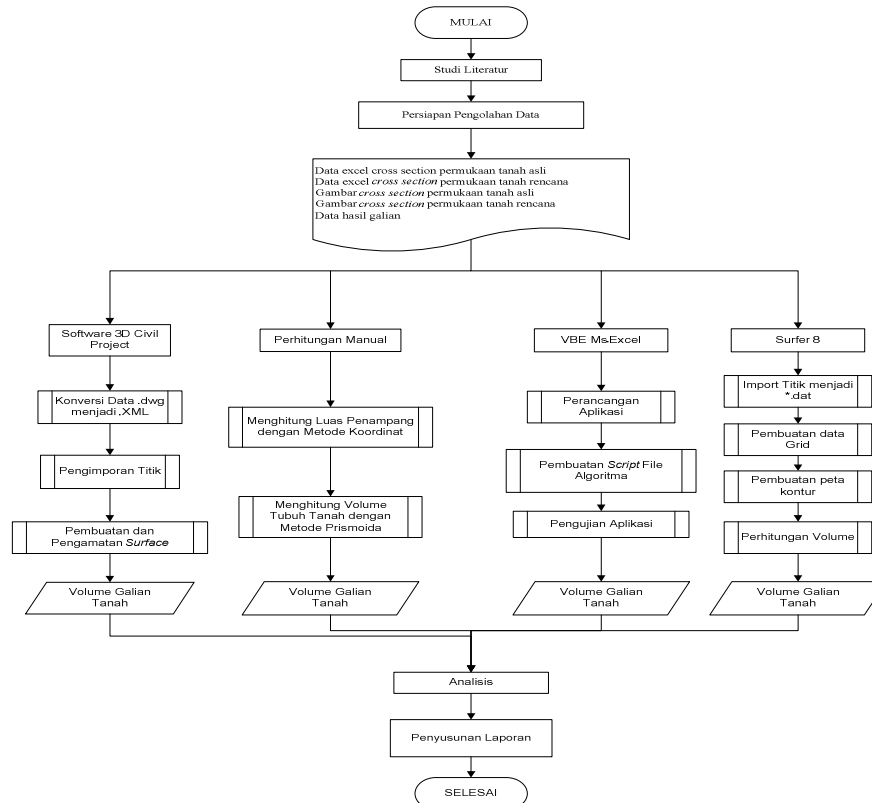 MULAI
Studi Literatur
Persiapan Pengolahan Data
Data excel cross section permukaan tanah asli
Data excel cross section permukaan tanah rencana
Gambar cross section permukaan tanah asli
Gambar cross section permukaan tanah rencana
Data hasil galian
Software 3D Civil
Project
Konversi Data .dwg
menjadi .XML
Pengimporan Titik
Pembuatan dan
Pengamatan Surface
Volume Galian
Tanah
Perhitungan Manual
Menghitung Luas Penampang
dengan Metode Koordinat
Menghitung Volume
Tubuh Tanah dengan
Metode Prismoida
Volume Galian
Tanah
VBE Ms.Excel
Perancangan
Aplikasi
Pembuatan Script File
Algoritma
Pengujian Aplikasi
Volume Galian
Tanah
Surfer 8
Import Titik menjadi
*.dat
Pembuatan data
Grid
Pembuatan peta
kontur
Perhitungan Volume
Volume Galian
Tanah
Analisis
Penyusunan Laporan
SELESAI